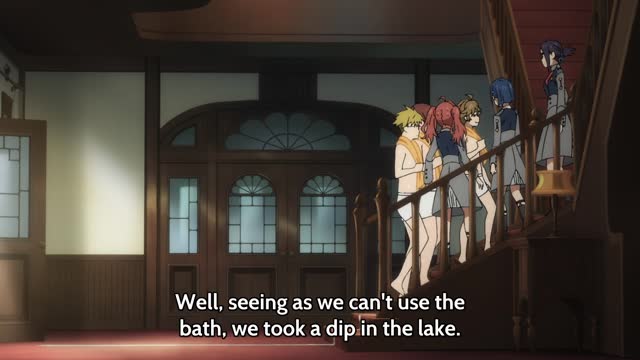 Well, seeing as we can't use the
bath, we took a dip in the lake.